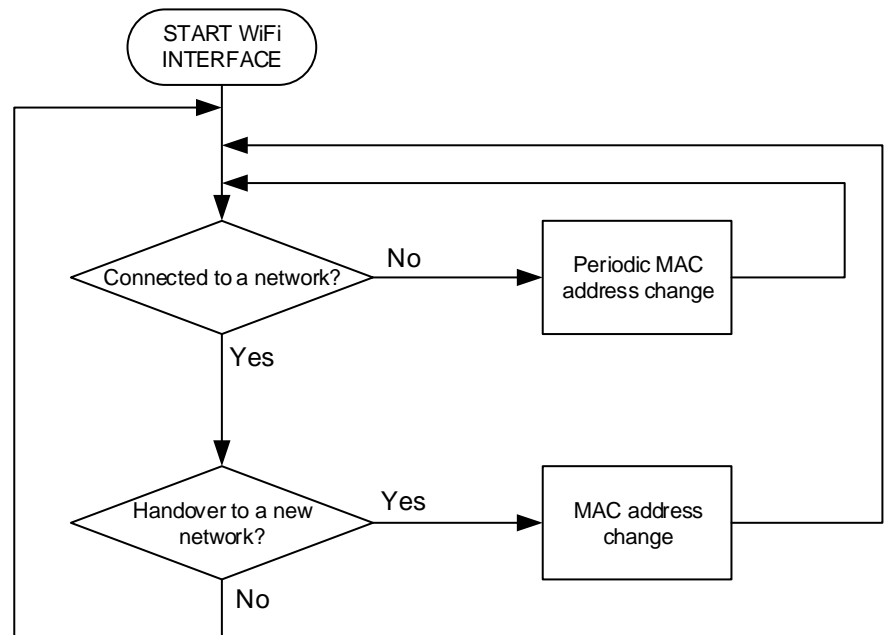 START WiFi
INTERFACE
Connected to a network?
No
Periodic MAC
address change
Yes
Handover to a new
network?
Yes
MAC address
change
No